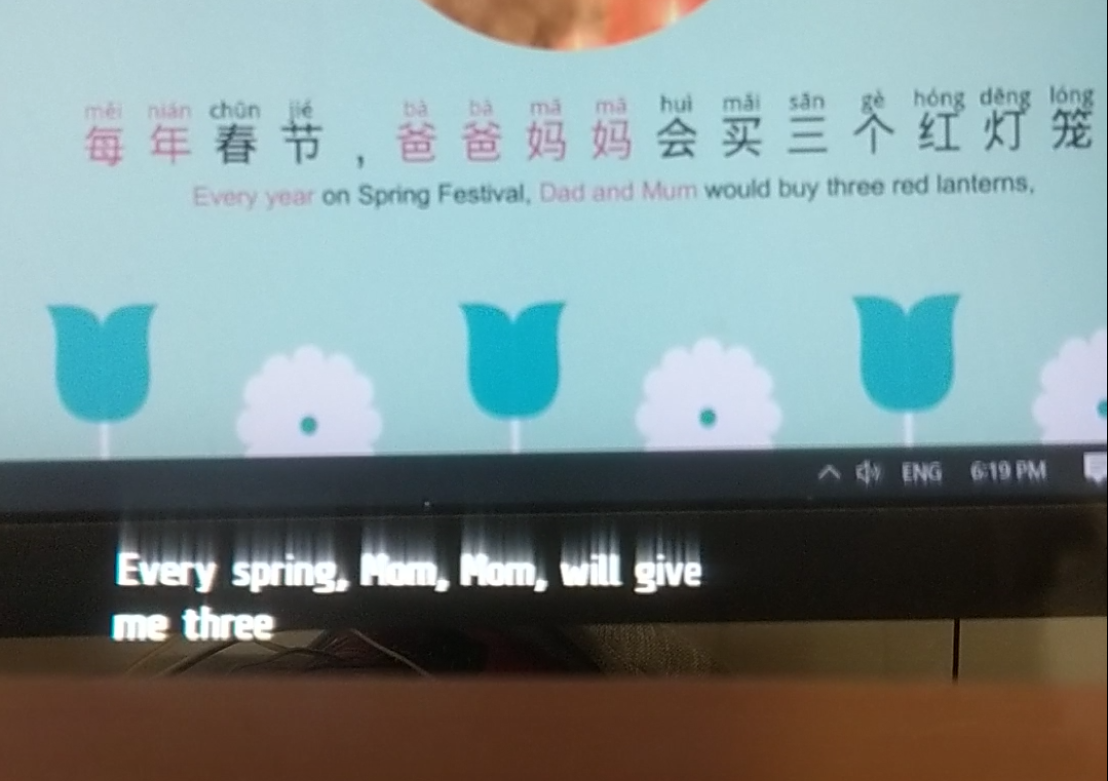 měi nián chūn jié bà bà mā mā huì mǎi sān gè hóng dēng lóng
每年春节，爸爸妈妈会买三个红灯笼
Every year on Spring Festival, Dad and Mum would buy three red lanterns,
ENG 6:19 PM
Every spring, Mom, Mom, will give
me three